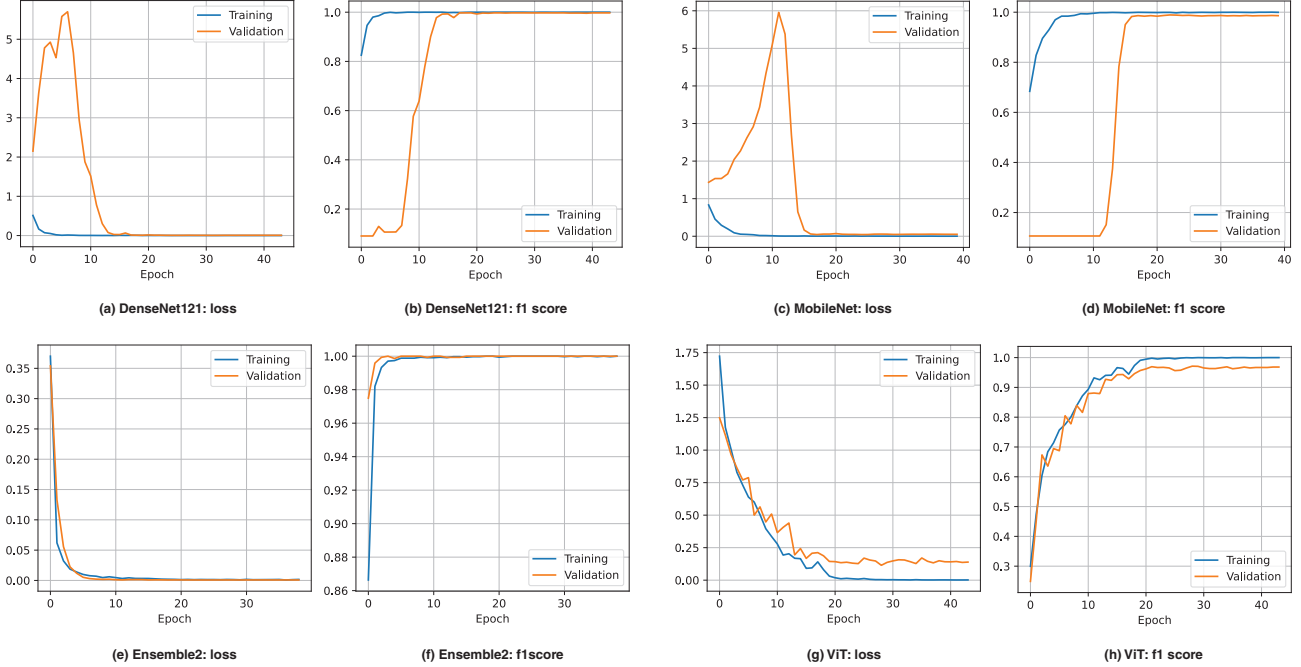 Training
Validation
5
4
3
2
1
0
0 10 20 30 40
Epoch
(a) DenseNet121: loss
1.0
0.8
0.6
0.4
0.2
Training
Validation
0 10 20 30 40
Epoch
(b) DenseNet121: f1 score
Training
Validation
6
5
4
3
2
1
0
0 10 20 30 40
Epoch
(c) MobileNet: loss
1.0
0.8
0.6
0.4
0.2
Training
Validation
0 10 20 30 40
Epoch
(d) MobileNet: f1 score
Training
Validation
0.35
0.30
0.25
0.20
0.15
0.10
0.05
0.00
0 10 20 30
Epoch
(e) Ensemble2: loss
1.00
0.98
0.96
0.94
0.92
0.90
0.88
0.86
Training
Validation
0 10 20 30
Epoch
(f) Ensemble2: f1score
Training
Validation
1.75
1.50
1.25
1.00
0.75
0.50
0.25
0.00
0 10 20 30 40
Epoch
(g) ViT: loss
1.0
0.9
0.8
0.7
0.6
0.5
0.4
0.3
Training
Validation
0 10 20 30 40
Epoch
(h) ViT: f1 score